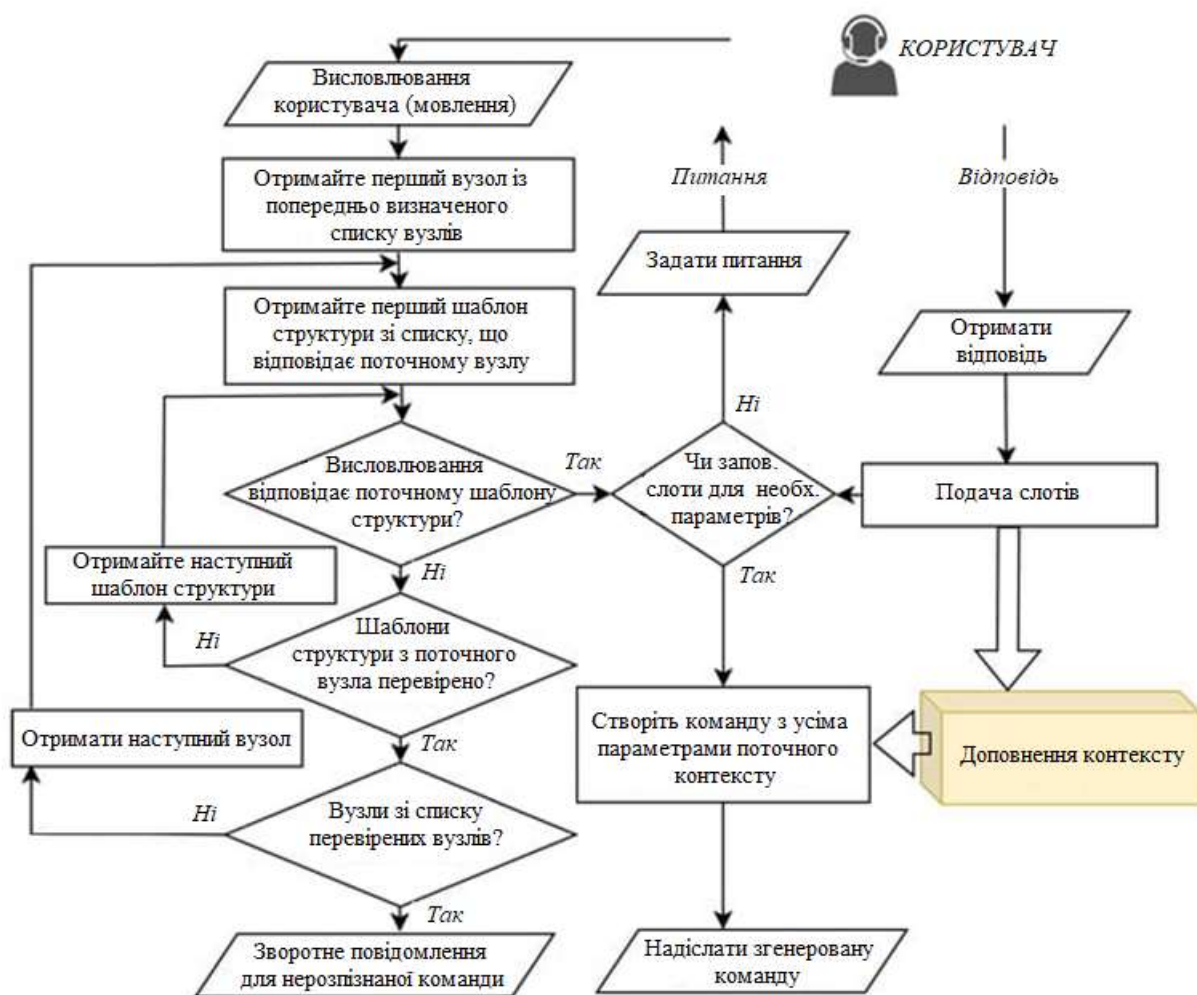 КОРИСТУВАЧ
Висловлювання
користувача (мовлення)
Отримайте перший вузол із
попередньо визначеного
списку вузлів
Питання
Відповідь
Задати питання
Отримайте перший шаблон
структури зі списку, що
відповідає поточному вузлу
Отримати
відповідь
Ні
Висловлювання
відповідає поточному шаблону
структури?
Так
Чи запов.
слоти для необх.
параметрів?
Подача слотів
Отримайте наступний
шаблон структури
Ні
Так
Ні
Шаблони
структури з поточного
вузла перевірено?
Отримати наступний вузол
Так
Створіть команду з усіма
параметрами поточного
контексту
Доповнення контексту
Ні
Вузли зі списку
перевірених вузлів?
Так
Зворотне повідомлення
для нерозпізнаної команди
Надіслати згенеровану
команду